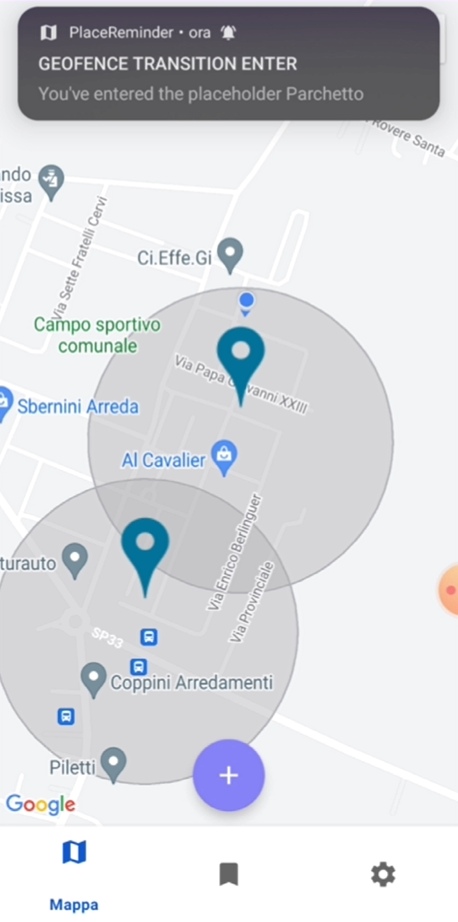 PlaceReminder • ora
GEOFENCE TRANSITION ENTER
You've entered the placeholder Parchetto
Rovere Santa
ndo
issa
Via Sette Fratelli Cervi
Ci.Effe.Gi
Campo sportivo
comunale
Via Papa G vanni XXIII
Sbernini Arreda
Al Cavalier
turauto
Via Enrico Berlinguer
Via Provinciale
SP33
Coppini Arredamenti
Piletti
+
Google
Mappa